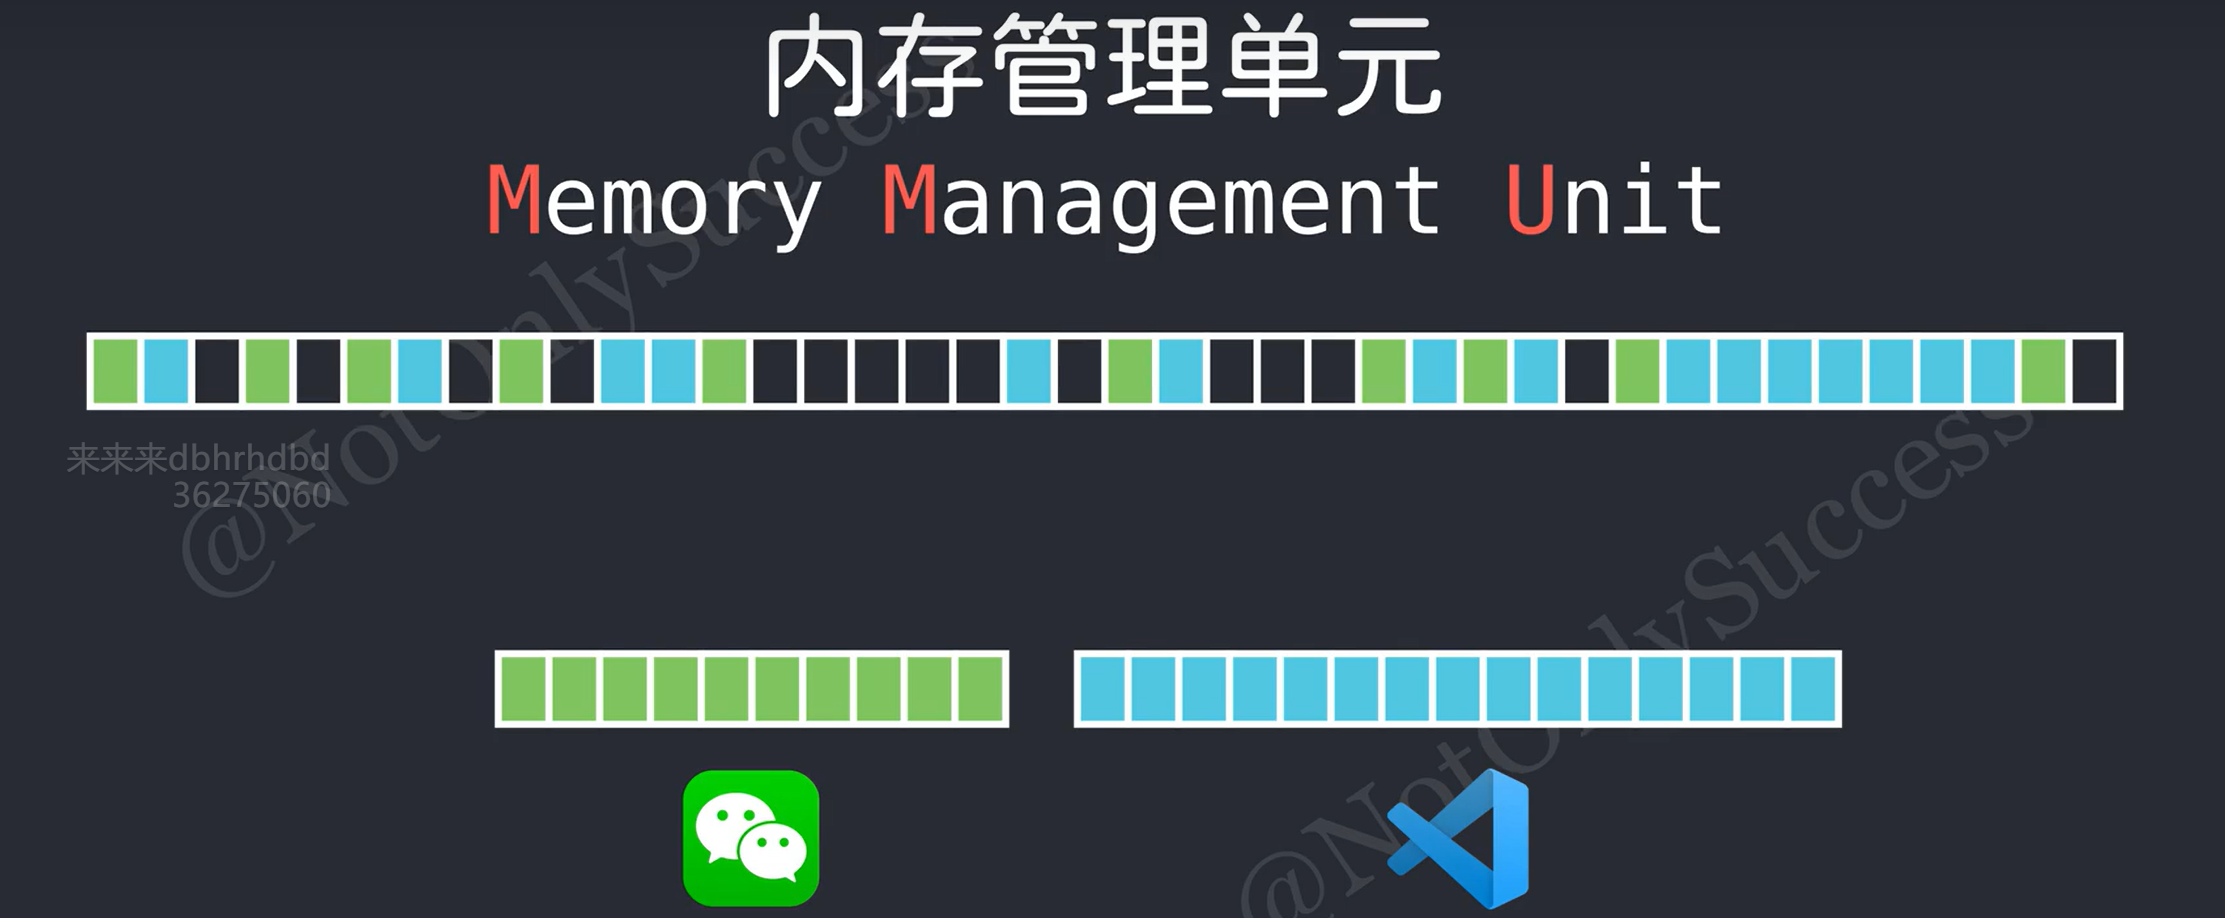 内存管理单元
Memory Management Unit
@NotOnlySuccess
来来来dbhrhdbd
36275060
@NotOnlySuccess